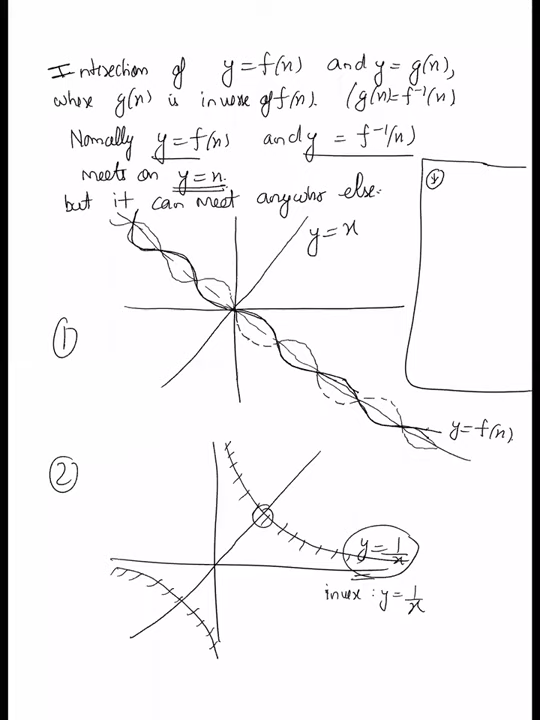 Intersection of y = f(x) and y = g(x),
where g(x) is inverse of f(x). (g(x) = f⁻¹(x)
Normally y = f(x) and y = f⁻¹(x)
meets on y = x.
but it can meet anywhere else.
y = x
①
y = f(x)
②
y = 1/x
inverse : y = 1/x